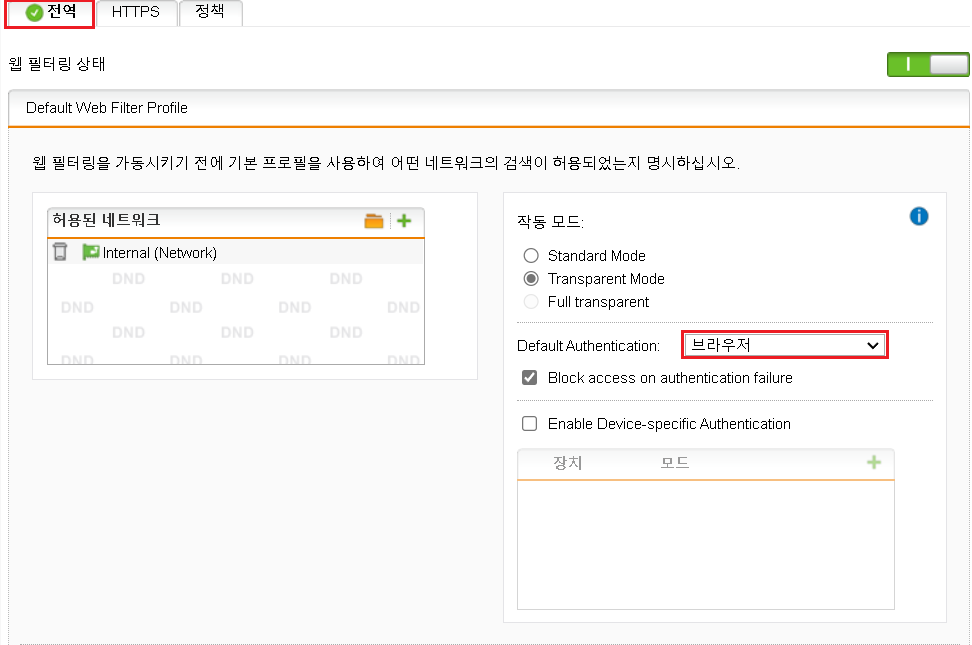 전역 HTTPS 정책
웹 필터링 상태
Default Web Filter Profile
웹 필터링을 가동시키기 전에 기본 프로필을 사용하여 어떤 네트워크의 검색이 허용되었는지 명시하십시오.
허용된 네트워크
Internal (Network)
DND DND DND
DND DND DND DND
DND DND DND
DND DND DND DND
작동 모드:
Standard Mode
Transparent Mode
Full transparent
Default Authentication: 브라우저
Block access on authentication failure
Enable Device-specific Authentication
장치 모드